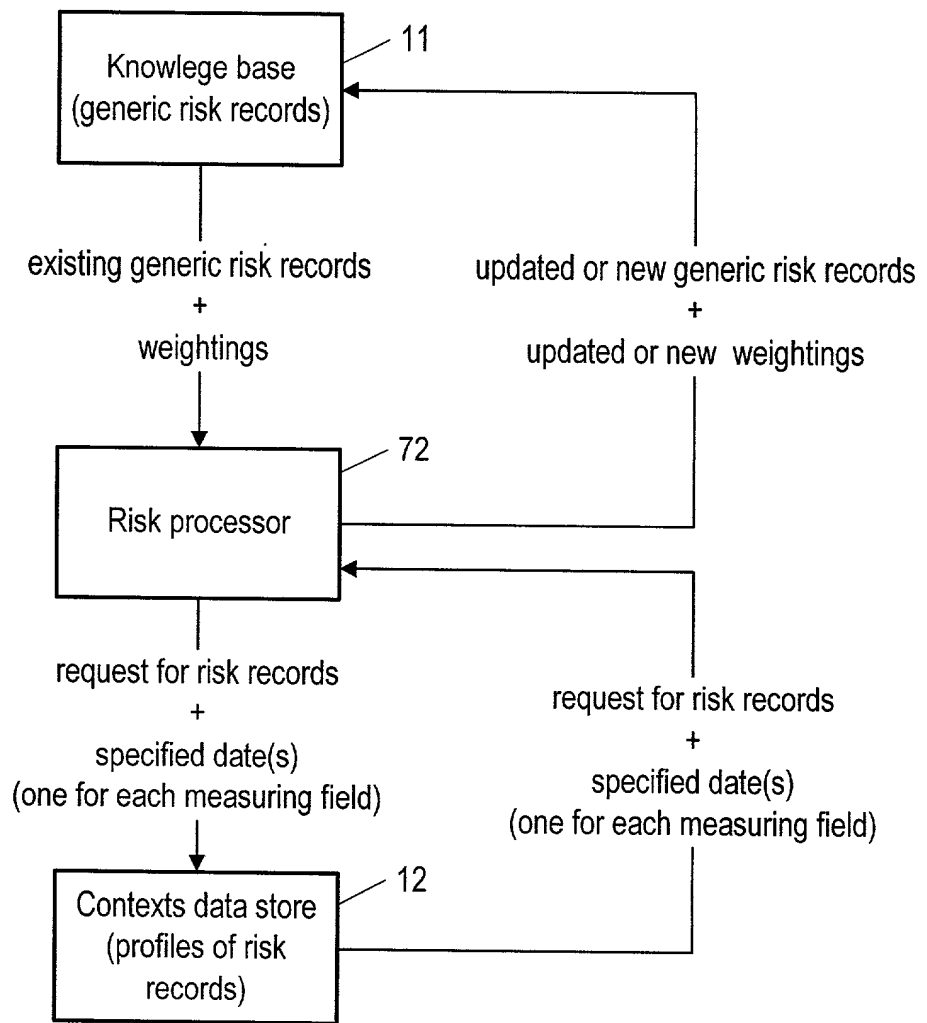 11
Knowlege base
(generic risk records)
existing generic risk records
+
weightings
updated or new generic risk records
+
updated or new weightings
72
Risk processor
request for risk records
+
specified date(s)
(one for each measuring field)
request for risk records
+
specified date(s)
(one for each measuring field)
12
Contexts data store
(profiles of risk
records)